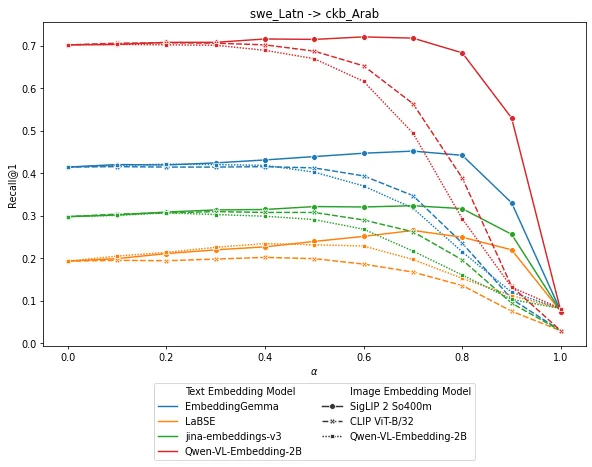 swe_Latn -> ckb_Arab
Recall@1
0.7
0.6
0.5
0.4
0.3
0.2
0.1
0.0
0.0 0.2 0.4 0.6 0.8 1.0
α
Text Embedding Model Image Embedding Model
EmbeddingGemma SigLIP 2 So400m
LaBSE CLIP ViT-B/32
jina-embeddings-v3 Qwen-VL-Embedding-2B
Qwen-VL-Embedding-2B